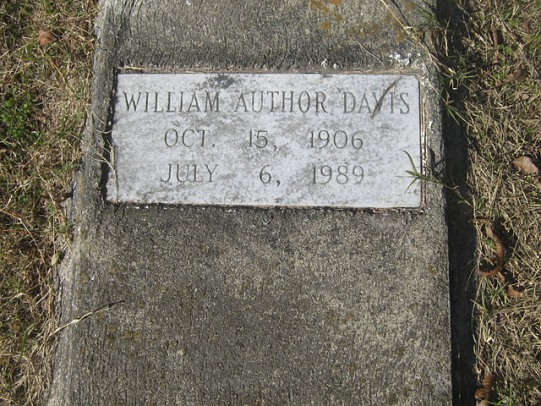 WILLIAM AUTHOR DAVIS
OCT. 15, 1906
JULY 6, 1989